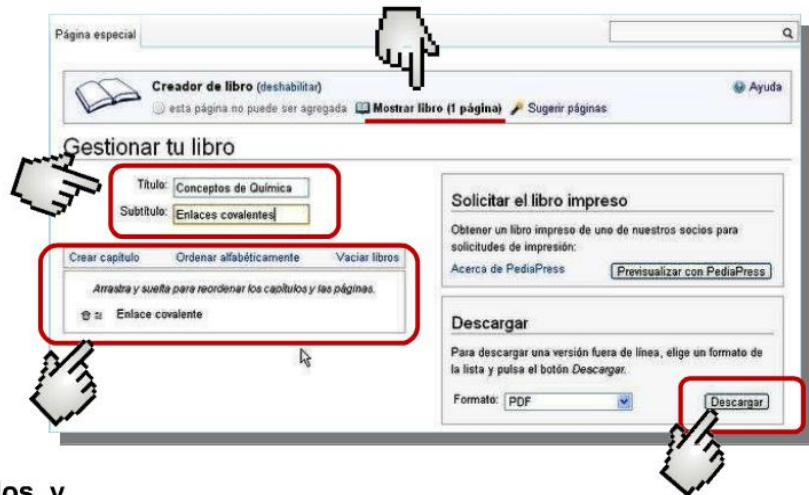 Página especial
Creador de libro (deshabilitar)
Ayuda
esta página no puede ser agregada Mostrar libro (1 página) Sugerir páginas
Gestionar tu libro
Título: Conceptos de Química
Subtítulo: Enlaces covalentes
Crear capítulo Ordenar alfabéticamente Vaciar libros
Arrastra y suelta para reordenar los capítulos y las páginas.
Enlace covalente
Solicitar el libro impreso
Obtener un libro impreso de uno de nuestros socios para
solicitudes de impresión:
Acerca de PediaPress Previsualizar con PediaPress
Descargar
Para descargar una versión fuera de línea, elige un formato de
la lista y pulsa el botón Descargar.
Formato: PDF Descargar
los y